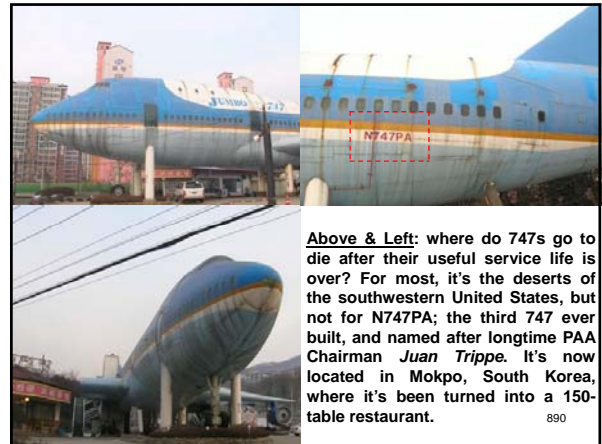 JUMBO 747
N747PA
Above & Left: where do 747s go to
die after their useful service life is
over? For most, it's the deserts of
the southwestern United States, but
not for N747PA; the third 747 ever
built, and named after longtime PAA
Chairman Juan Trippe. It's now
located in Mokpo, South Korea,
where it's been turned into a 150-
table restaurant.
890